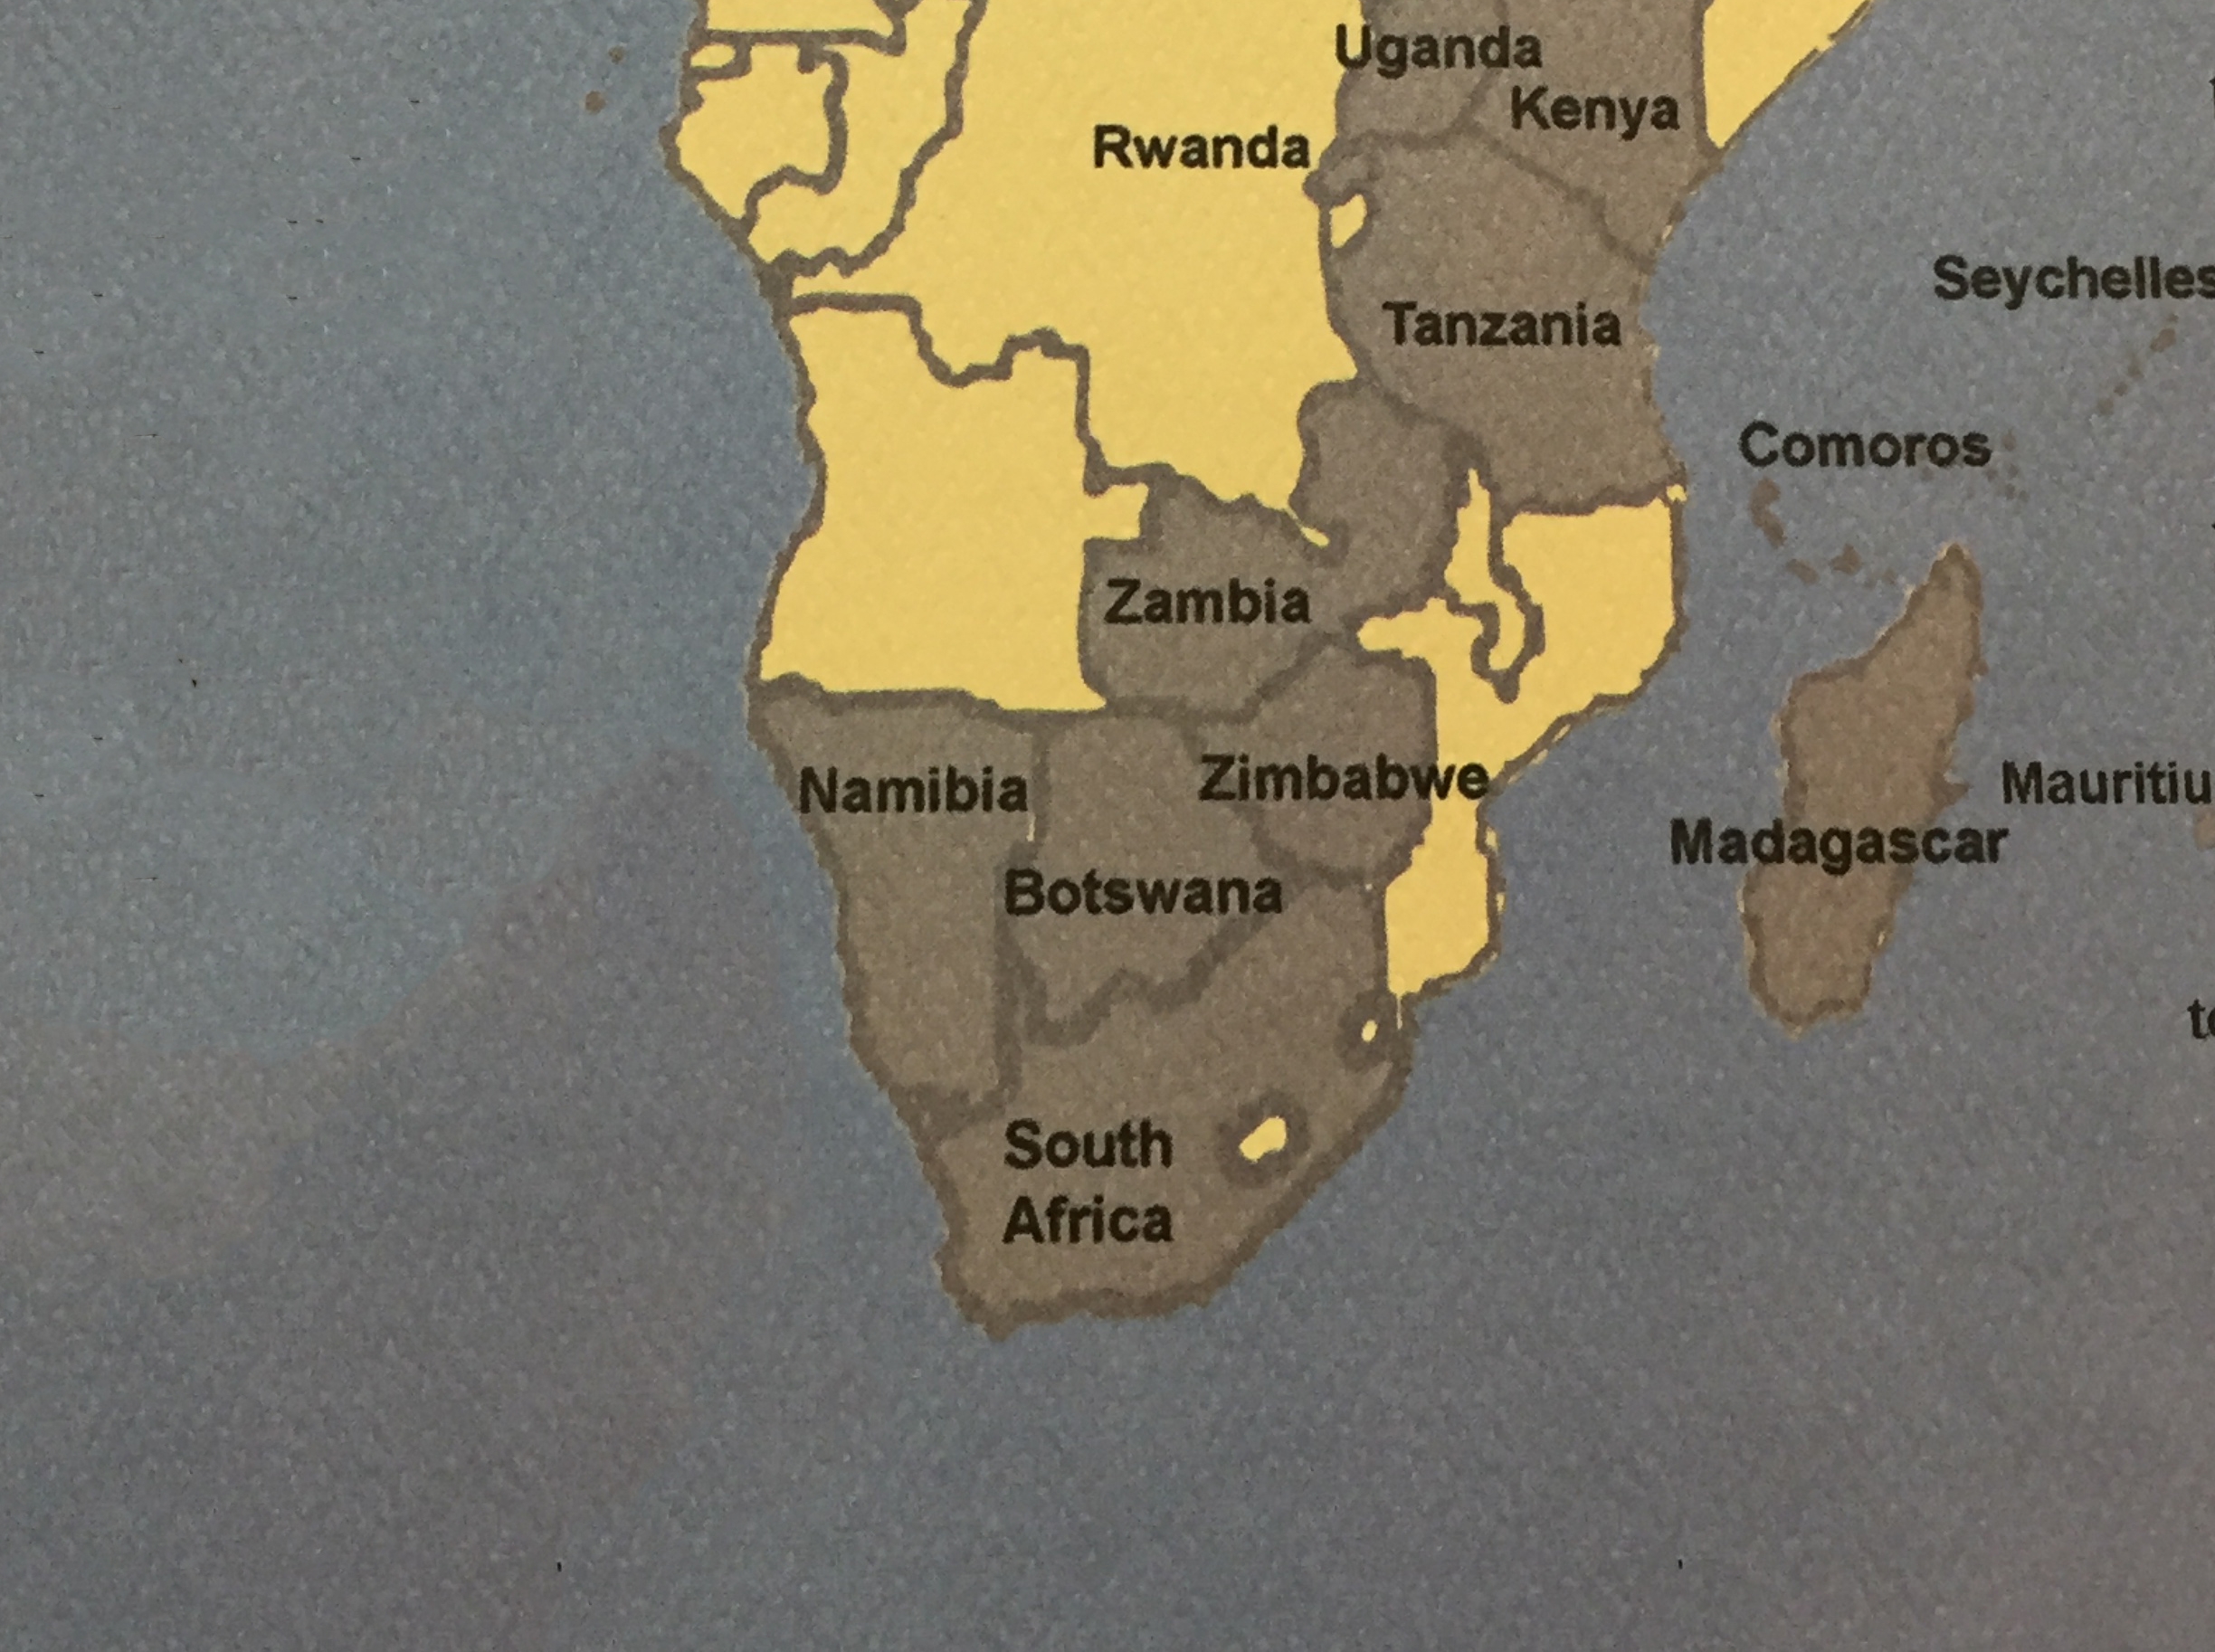 Uganda
Kenya
Rwanda
Seychelles
Tanzania
Comoros
Zambia
Zimbabwe
Namibia
Mauritiu
Madagascar
Botswana
South
Africa